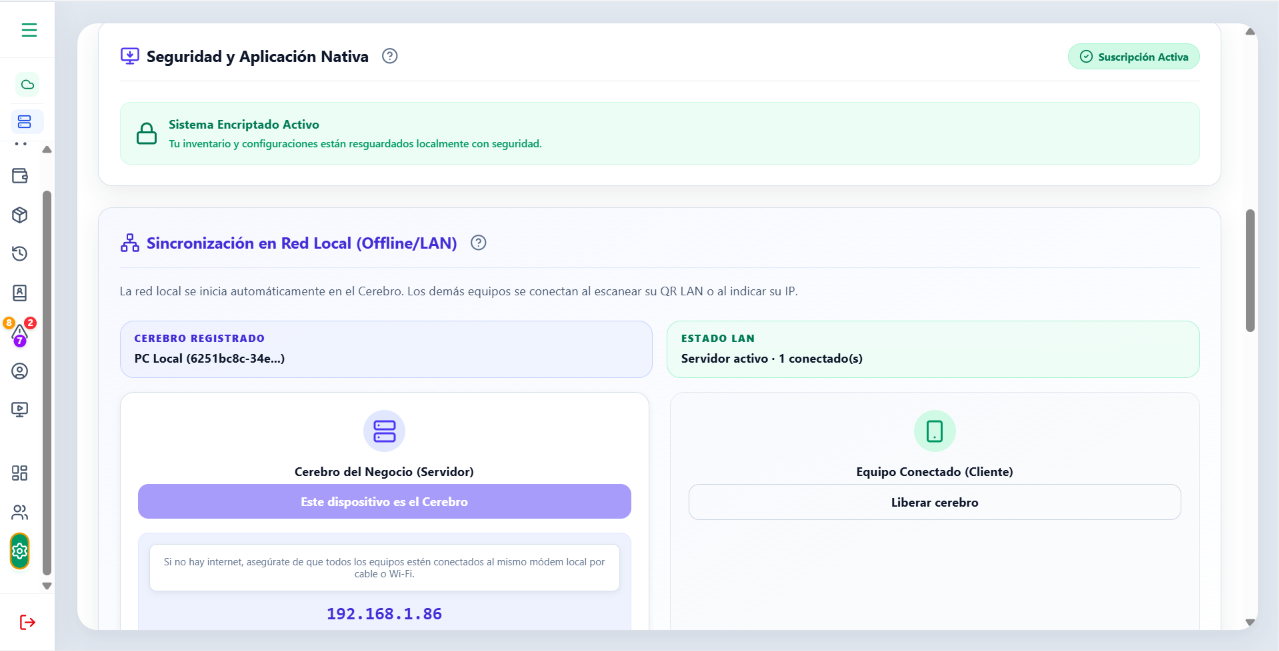 Seguridad y Aplicación Nativa
Suscripción Activa
Sistema Encriptado Activo
Tu inventario y configuraciones están resguardados localmente con seguridad.
8
2
7
Sincronización en Red Local (Offline/LAN)
La red local se inicia automáticamente en el Cerebro. Los demás equipos se conectan al escanear su QR LAN o al indicar su IP.
CEREBRO REGISTRADO
PC Local (6251bc8c-34e...)
ESTADO LAN
Servidor activo · 1 conectado(s)
Cerebro del Negocio (Servidor)
Este dispositivo es el Cerebro
Si no hay internet, asegúrate de que todos los equipos estén conectados al mismo módem local por
cable o Wi-Fi.
192.168.1.86
Equipo Conectado (Cliente)
Liberar cerebro